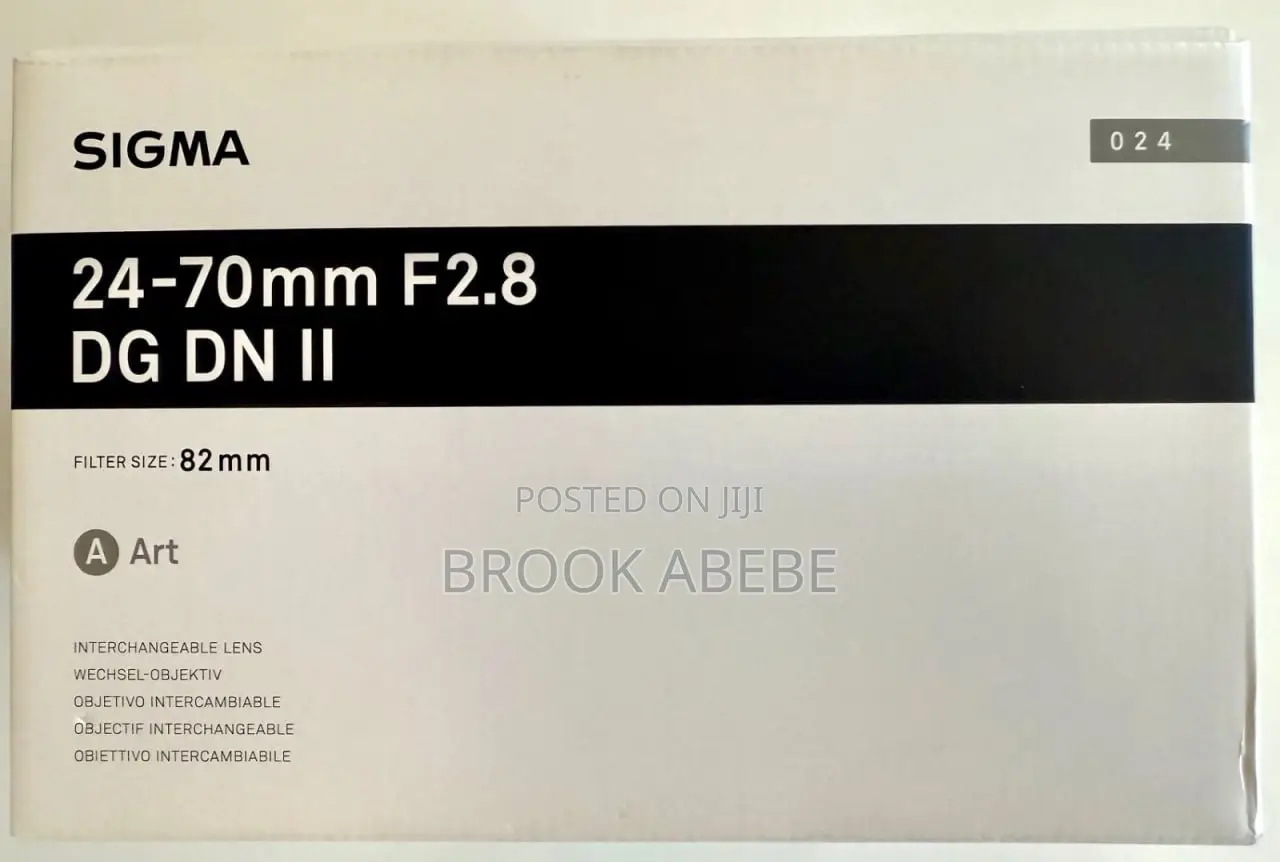 SIGMA
024
24-70mm F2.8
DG DN II
FILTER SIZE: 82mm
A Art
POSTED ON JIJI
BROOK ABEBE
INTERCHANGEABLE LENS
WECHSEL-OBJEKTIV
OBJETIVO INTERCAMBIABLE
OBJECTIF INTERCHANGEABLE
OBIETTIVO INTERCAMBIABILE